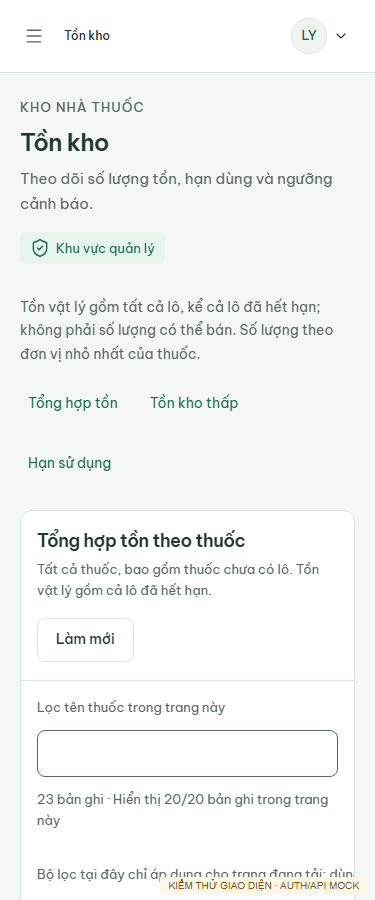 Tồn kho
LY
KHO NHÀ THUỐC
Tồn kho
Theo dõi số lượng tồn, hạn dùng và ngưỡng
cảnh báo.
Khu vực quản lý
Tồn vật lý gồm tất cả lô, kể cả lô đã hết hạn;
không phải số lượng có thể bán. Số lượng theo
đơn vị nhỏ nhất của thuốc.
Tổng hợp tồn
Tồn kho thấp
Hạn sử dụng
Tổng hợp tồn theo thuốc
Tất cả thuốc, bao gồm thuốc chưa có lô. Tồn
vật lý gồm cả lô đã hết hạn.
Làm mới
Lọc tên thuốc trong trang này
23 bản ghi · Hiển thị 20/20 bản ghi trong trang
này
Bộ lọc tại đây chỉ áp dụng cho trang đang tải; dùng
KIỂM THỬ GIAO DIỆN · AUTH/API MOCK